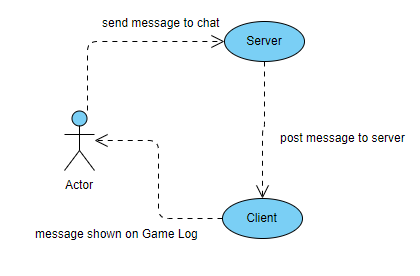 send message to chat
Server
post message to server
Actor
Client
message shown on Game Log